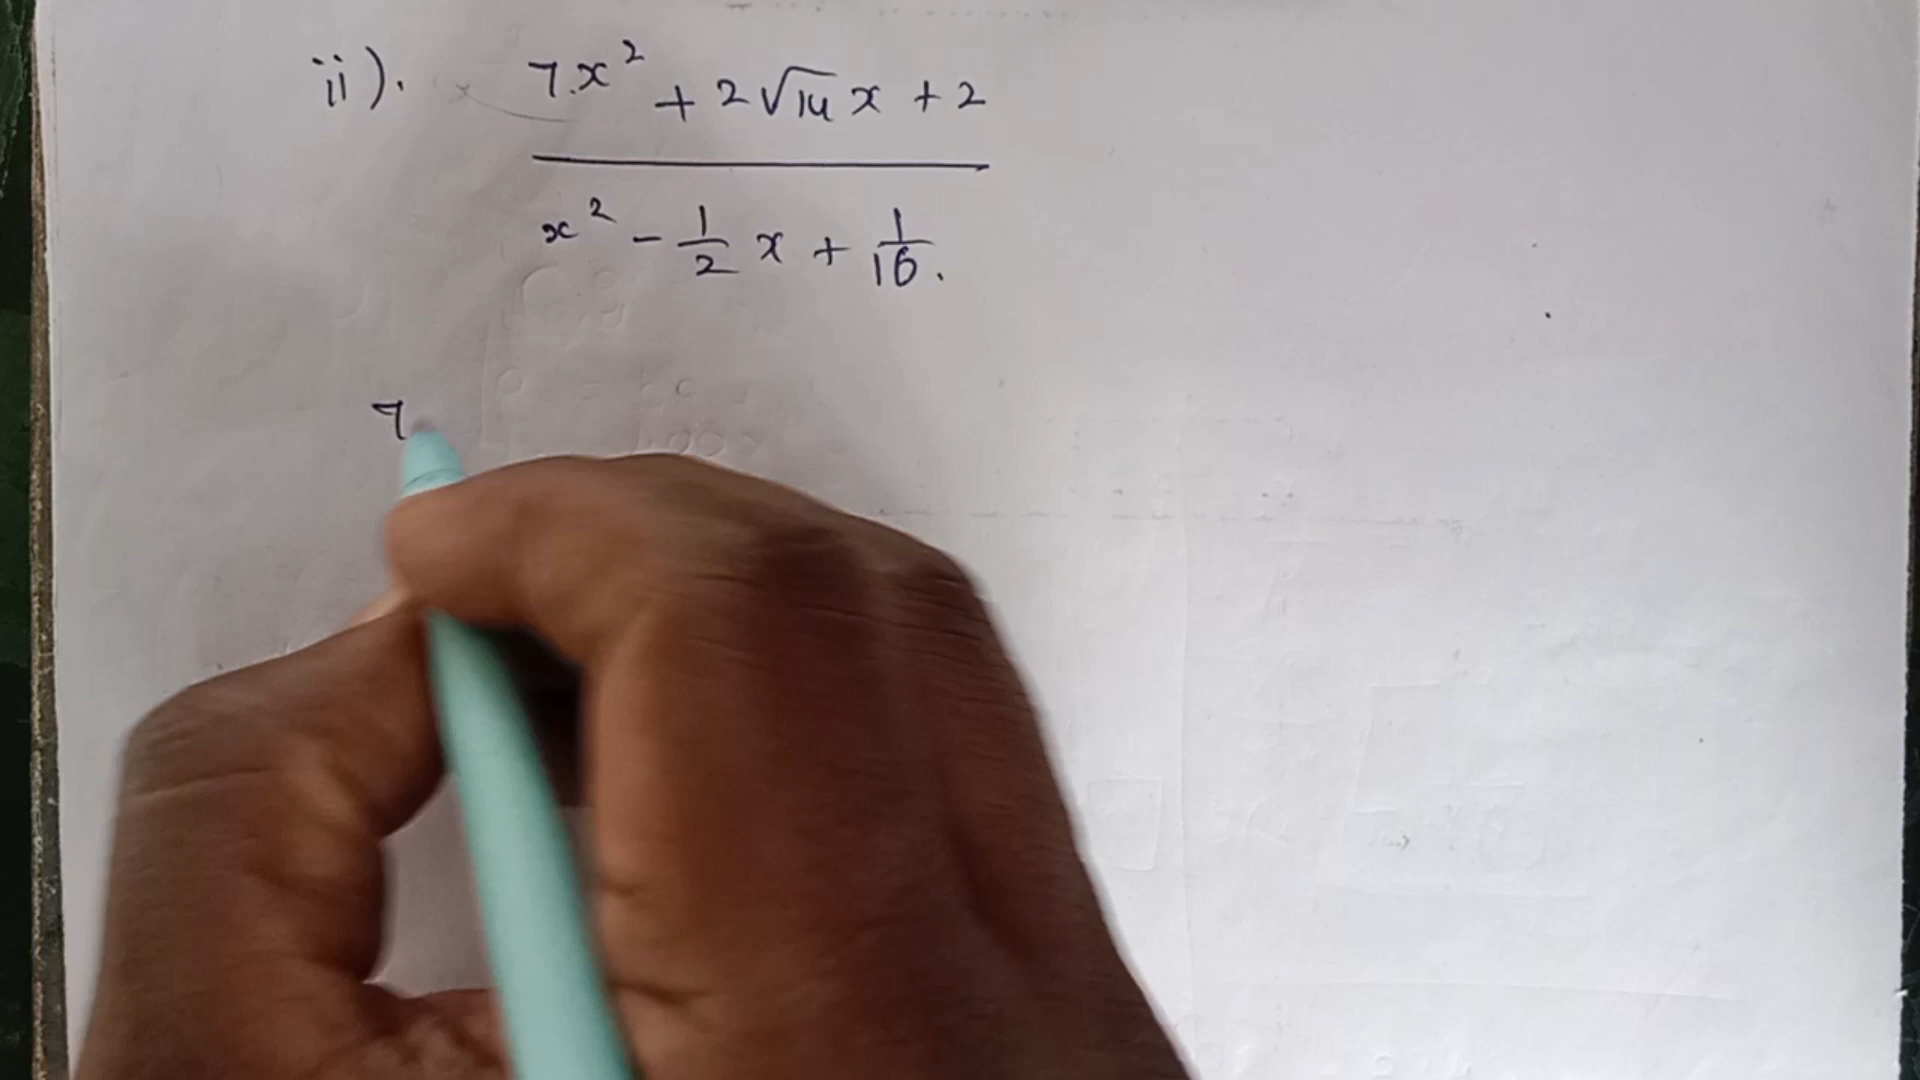 ii). 7x² + 2√14 x + 2
x² - 1/2 x + 1/16.
7